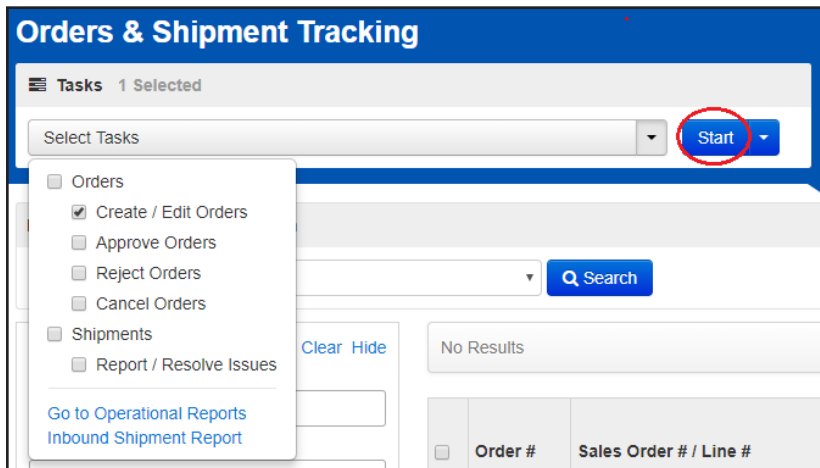 Orders & Shipment Tracking
Tasks 1 Selected
Select Tasks
Start
Orders
Create / Edit Orders
Approve Orders
Reject Orders
Cancel Orders
Shipments
Report / Resolve Issues
Go to Operational Reports
Inbound Shipment Report
Search
Clear Hide
No Results
Order #
Sales Order # / Line #